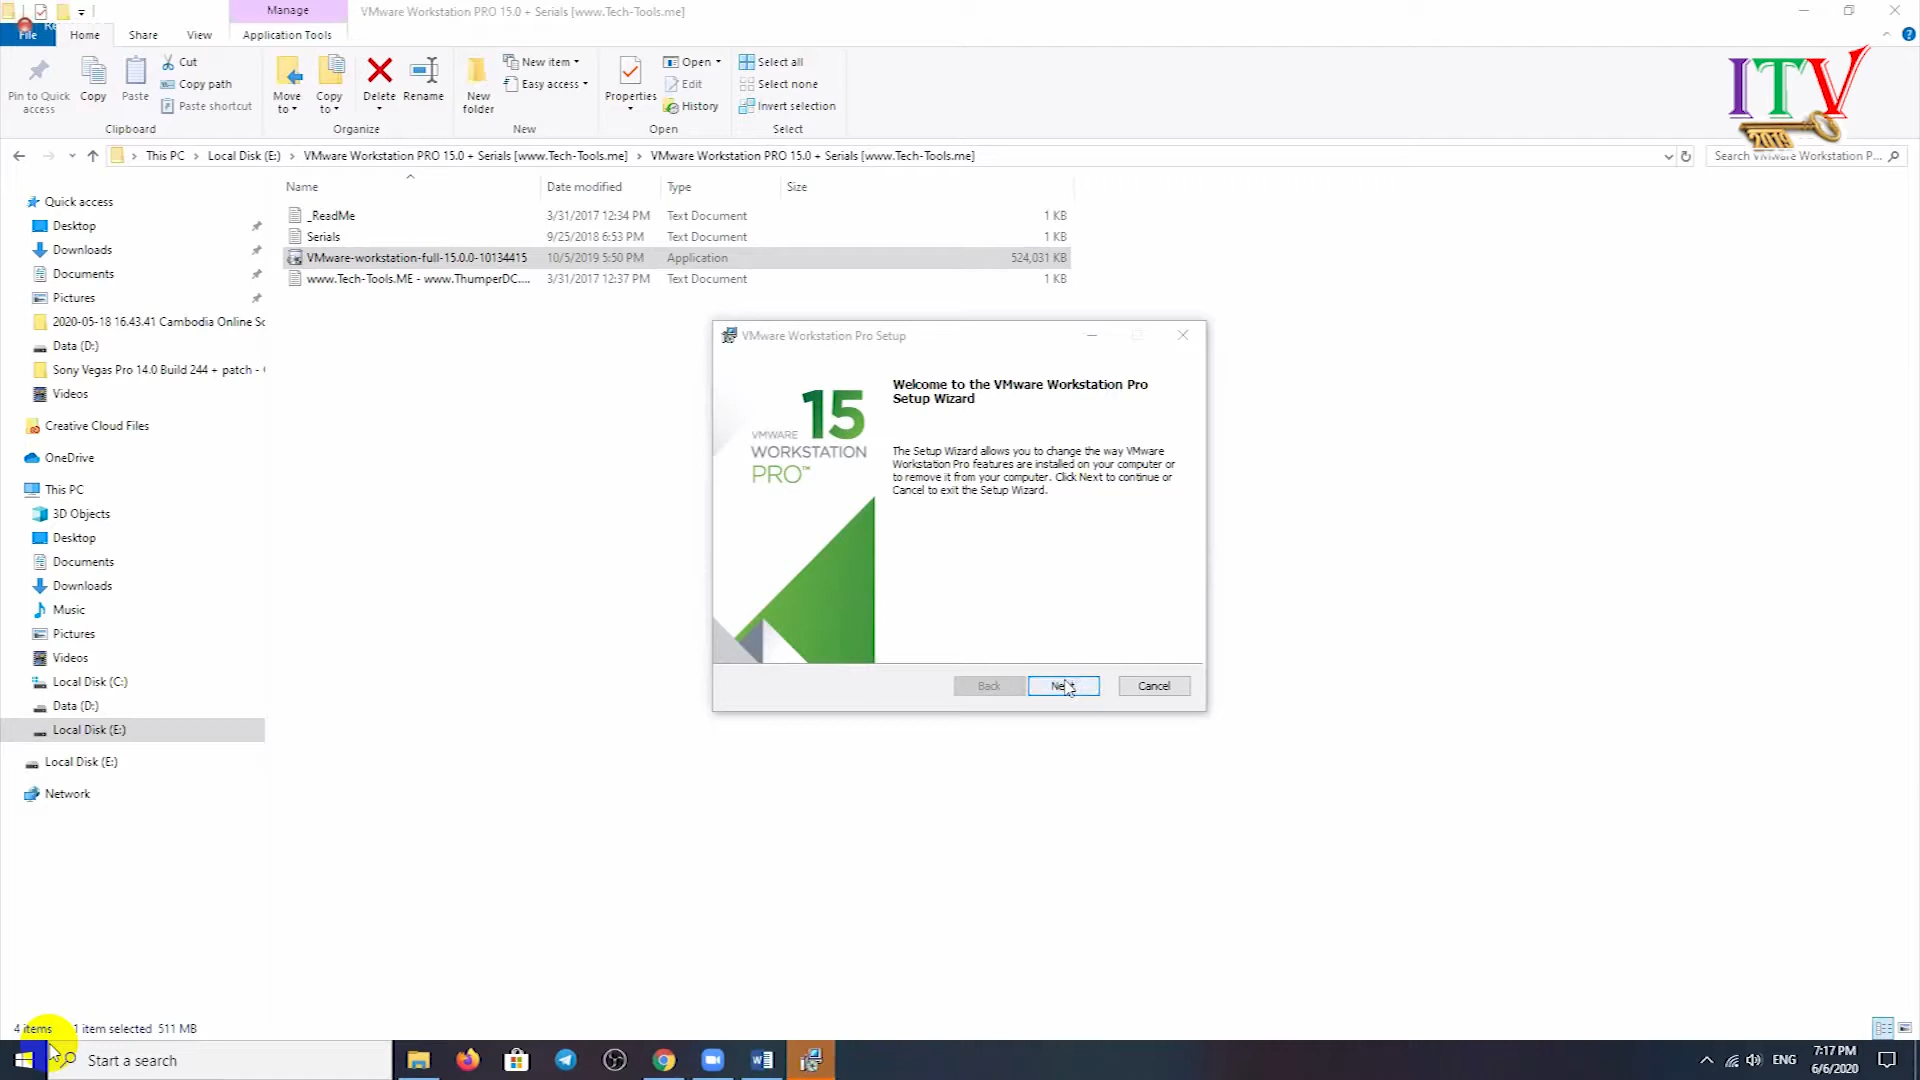 Manage
VMware Workstation PRO 15.0 + Serials [www.Tech-Tools.me]
File
Home
Share
View
Application Tools
Pin to Quick access
Copy
Paste
Cut
Copy path
Paste shortcut
Clipboard
Move to
Copy to
Delete
Rename
Organize
New folder
New item
Easy access
New
Properties
Open
Edit
History
Open
Select all
Select none
Invert selection
Select
ITV
2019
This PC
Local Disk (E:)
VMware Workstation PRO 15.0 + Serials [www.Tech-Tools.me]
VMware Workstation PRO 15.0 + Serials [www.Tech-Tools.me]
Search VMware Workstation P...
Name
Date modified
Type
Size
_ReadMe 3/31/2017 12:34 PM Text Document 1 KB
Serials 9/25/2018 6:53 PM Text Document 1 KB
VMware-workstation-full-15.0.0-10134415 10/5/2019 5:50 PM Application 524,031 KB
www.Tech-Tools.ME - www.ThumperDC.... 3/31/2017 12:37 PM Text Document 1 KB
Quick access
Desktop
Downloads
Documents
Pictures
2020-05-18 16.43.41 Cambodia Online Sc
Data (D:)
Sony Vegas Pro 14.0 Build 244 + patch -
Videos
Creative Cloud Files
OneDrive
This PC
3D Objects
Desktop
Documents
Downloads
Music
Pictures
Videos
Local Disk (C:)
Data (D:)
Local Disk (E:)
Local Disk (E:)
Network
VMware Workstation Pro Setup
15
VMWARE
WORKSTATION
PRO™
Welcome to the VMware Workstation Pro
Setup Wizard
The Setup Wizard allows you to change the way VMware
Workstation Pro features are installed on your computer or
to remove it from your computer. Click Next to continue or
Cancel to exit the Setup Wizard.
Back
Next
Cancel
4 items
1 item selected 511 MB
Start a search
ENG
7:17 PM
6/6/2020